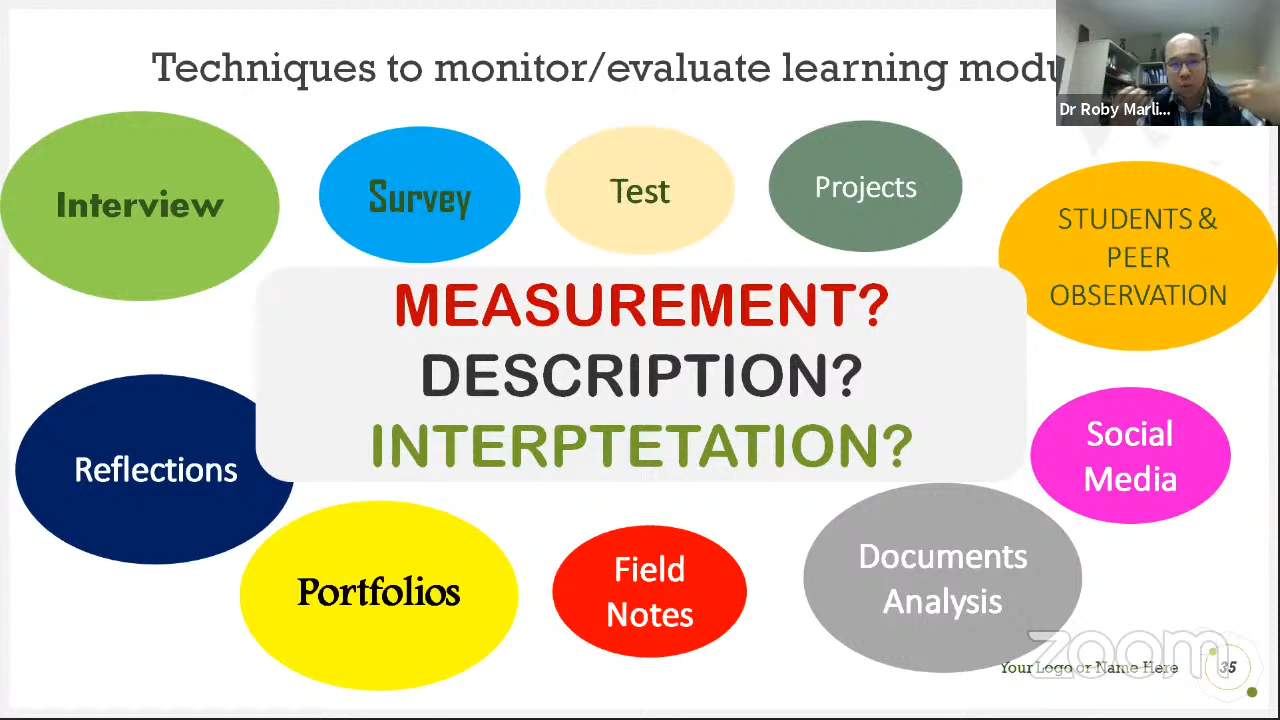 Techniques to monitor/evaluate learning modu
Dr Roby Marli...
Interview
Survey
Test
Projects
STUDENTS &
PEER
OBSERVATION
MEASUREMENT?
DESCRIPTION?
INTERPTETATION?
Reflections
Social
Media
Portfolios
Field
Notes
Documents
Analysis
zoom
Your Logo or Name Here
35